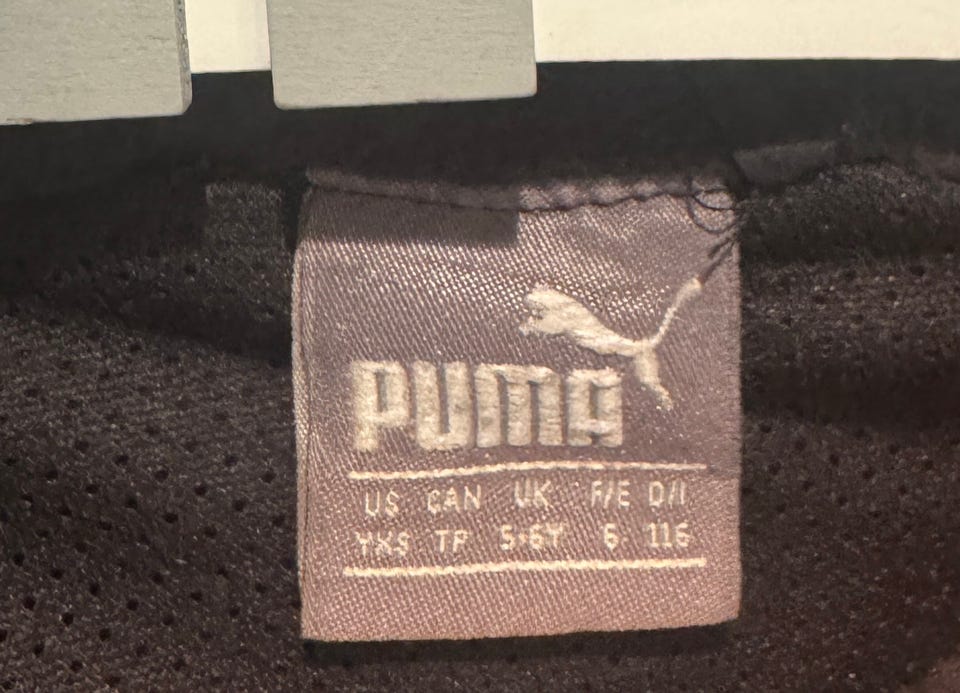 PUMA
US CAN UK F/E D/I
YXS TP 5-6Y 6 116